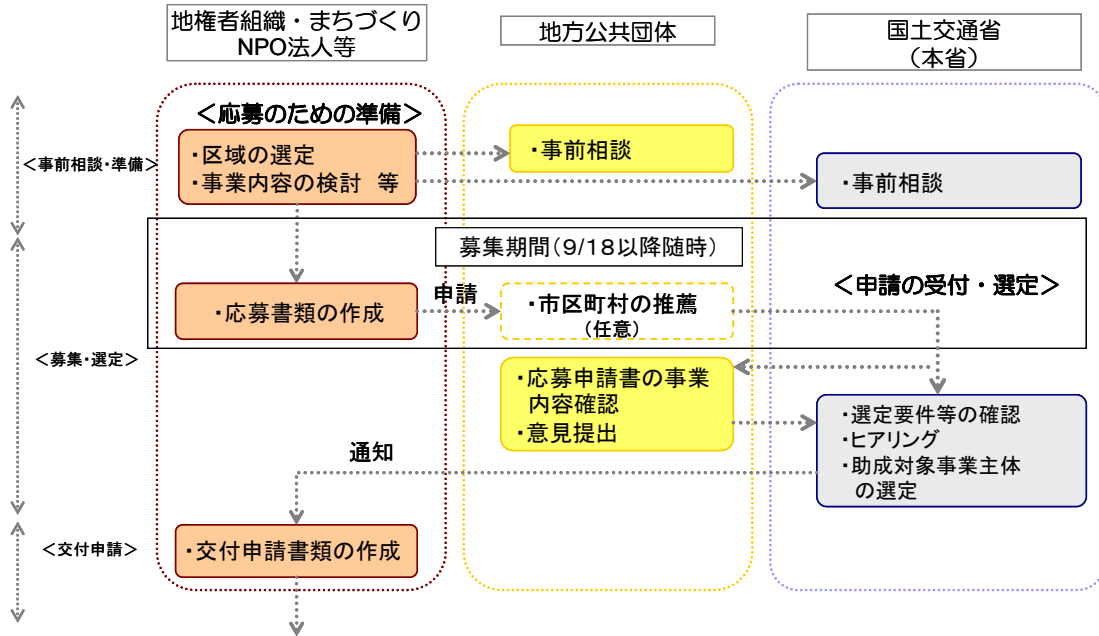 地権者組織・まちづくり
NPO法人等
地方公共団体
国土交通省
（本省）
＜応募のための準備＞
＜事前相談・準備＞
・区域の選定
・事業内容の検討　等
・事前相談
・事前相談
募集期間（9/18以降随時）
＜申請の受付・選定＞
・応募書類の作成
申請
・市区町村の推薦
（任意）
＜募集・選定＞
・応募申請書の事業
内容確認
・意見提出
・選定要件等の確認
・ヒアリング
・助成対象事業主体
の選定
通知
＜交付申請＞
・交付申請書類の作成